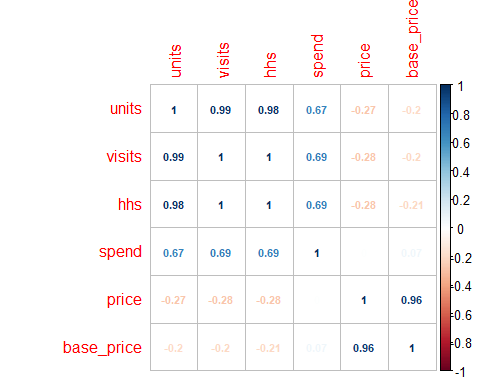 units visits hhs spend price base_price
units 1 0.99 0.98 0.67 -0.27 -0.2
visits 0.99 1 1 0.69 -0.28 -0.2
hhs 0.98 1 1 0.69 -0.28 -0.21
spend 0.67 0.69 0.69 1 0.07
price -0.27 -0.28 -0.28 1 0.96
base_price -0.2 -0.2 -0.21 0.07 0.96 1
1
0.8
0.6
0.4
0.2
0
-0.2
-0.4
-0.6
-0.8
-1